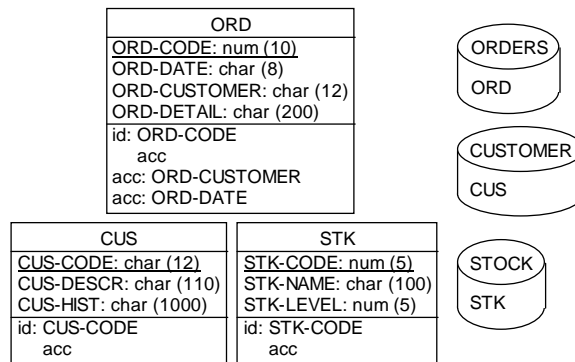 ORD
ORD-CODE: num (10)
ORD-DATE: char (8)
ORD-CUSTOMER: char (12)
ORD-DETAIL: char (200)
id: ORD-CODE
acc
acc: ORD-CUSTOMER
acc: ORD-DATE
ORDERS
ORD
CUSTOMER
CUS
CUS
CUS-CODE: char (12)
CUS-DESCR: char (110)
CUS-HIST: char (1000)
id: CUS-CODE
acc
STK
STK-CODE: num (5)
STK-NAME: char (100)
STK-LEVEL: num (5)
id: STK-CODE
acc
STOCK
STK